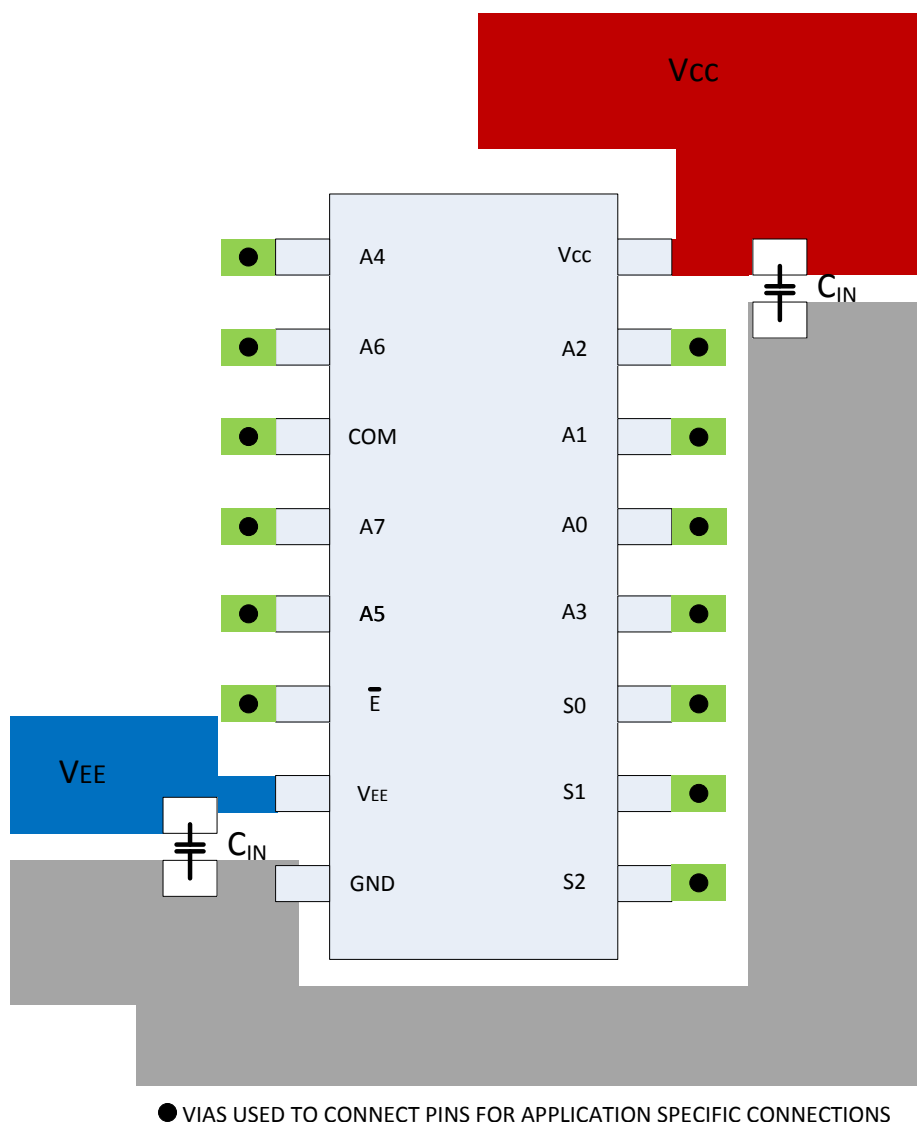 Vcc
A4
Vcc
CIN
A6
A2
COM
A1
A7
A0
A5
A3
E̅
S0
VEE
VEE
S1
CIN
GND
S2
VIAS USED TO CONNECT PINS FOR APPLICATION SPECIFIC CONNECTIONS